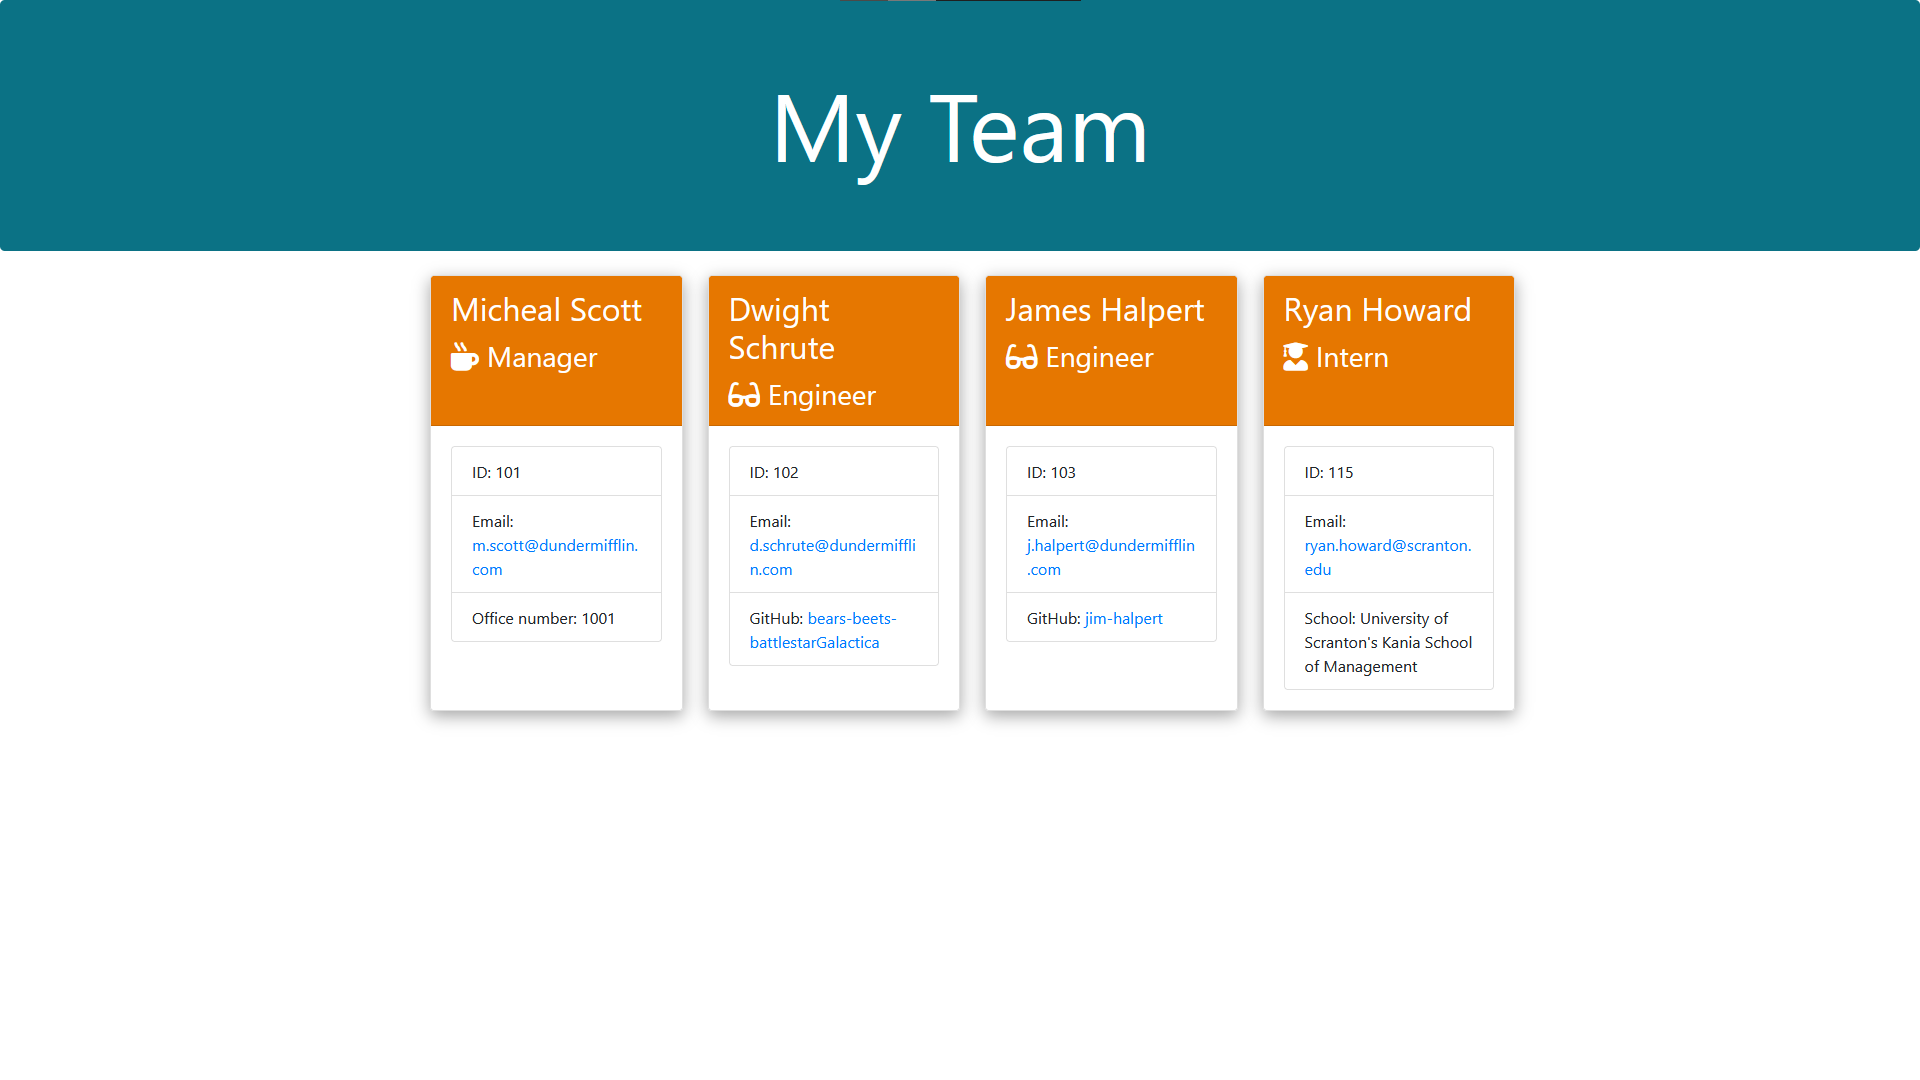 My Team
Micheal Scott
Manager
ID: 101
Email:
m.scott@dundermifflin.
com
Office number: 1001
Dwight
Schrute
Engineer
ID: 102
Email:
d.schrute@dundermiffli
n.com
GitHub: bears-beets-
battlestarGalactica
James Halpert
Engineer
ID: 103
Email:
j.halpert@dundermifflin
.com
GitHub: jim-halpert
Ryan Howard
Intern
ID: 115
Email:
ryan.howard@scranton.
edu
School: University of
Scranton's Kania School
of Management